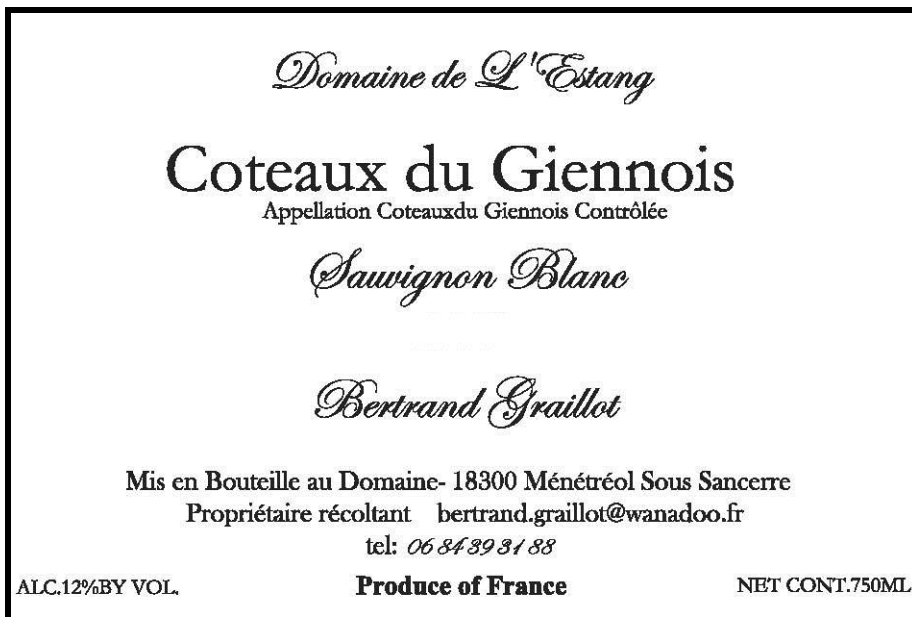 Domaine de L'Estang
Coteaux du Giennois
Appellation Coteauxdu Giennois Contrôlée
Sauvignon Blanc
Bertrand Graillot
Mis en Bouteille au Domaine- 18300 Ménétréol Sous Sancerre
Propriétaire récoltant bertrand.graillot@wanadoo.fr
tel: 06 84 39 31 88
ALC.12%BY VOL. Produce of France NET CONT.750ML